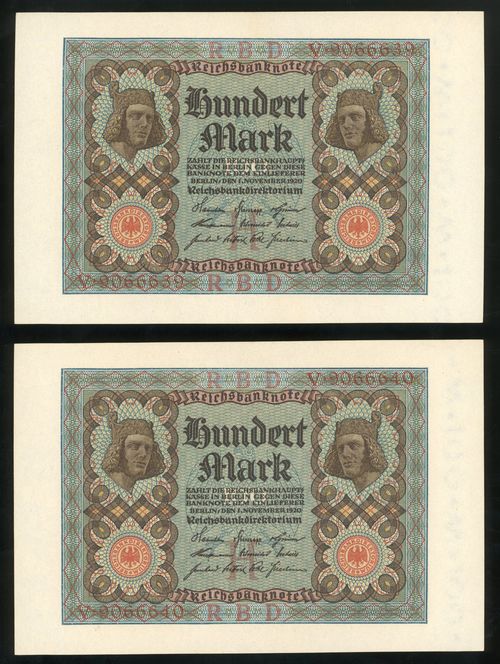 R B D V·9066639
Reichsbanknote
Hundert
Mark
ZAHLT DIE REICHSBANKHAUPT⸗
KASSE IN BERLIN GEGEN DIESE
BANKNOTE DEM EINLIEFERER
BERLIN, DEN 1. NOVEMBER 1920
Reichsbankdirektorium
Reichsbanknote
V·9066639 R B D
R B D V·9066640
Reichsbanknote
Hundert
Mark
ZAHLT DIE REICHSBANKHAUPT⸗
KASSE IN BERLIN GEGEN DIESE
BANKNOTE DEM EINLIEFERER
BERLIN, DEN 1. NOVEMBER 1920
Reichsbankdirektorium
Reichsbanknote
V·9066640 R B D